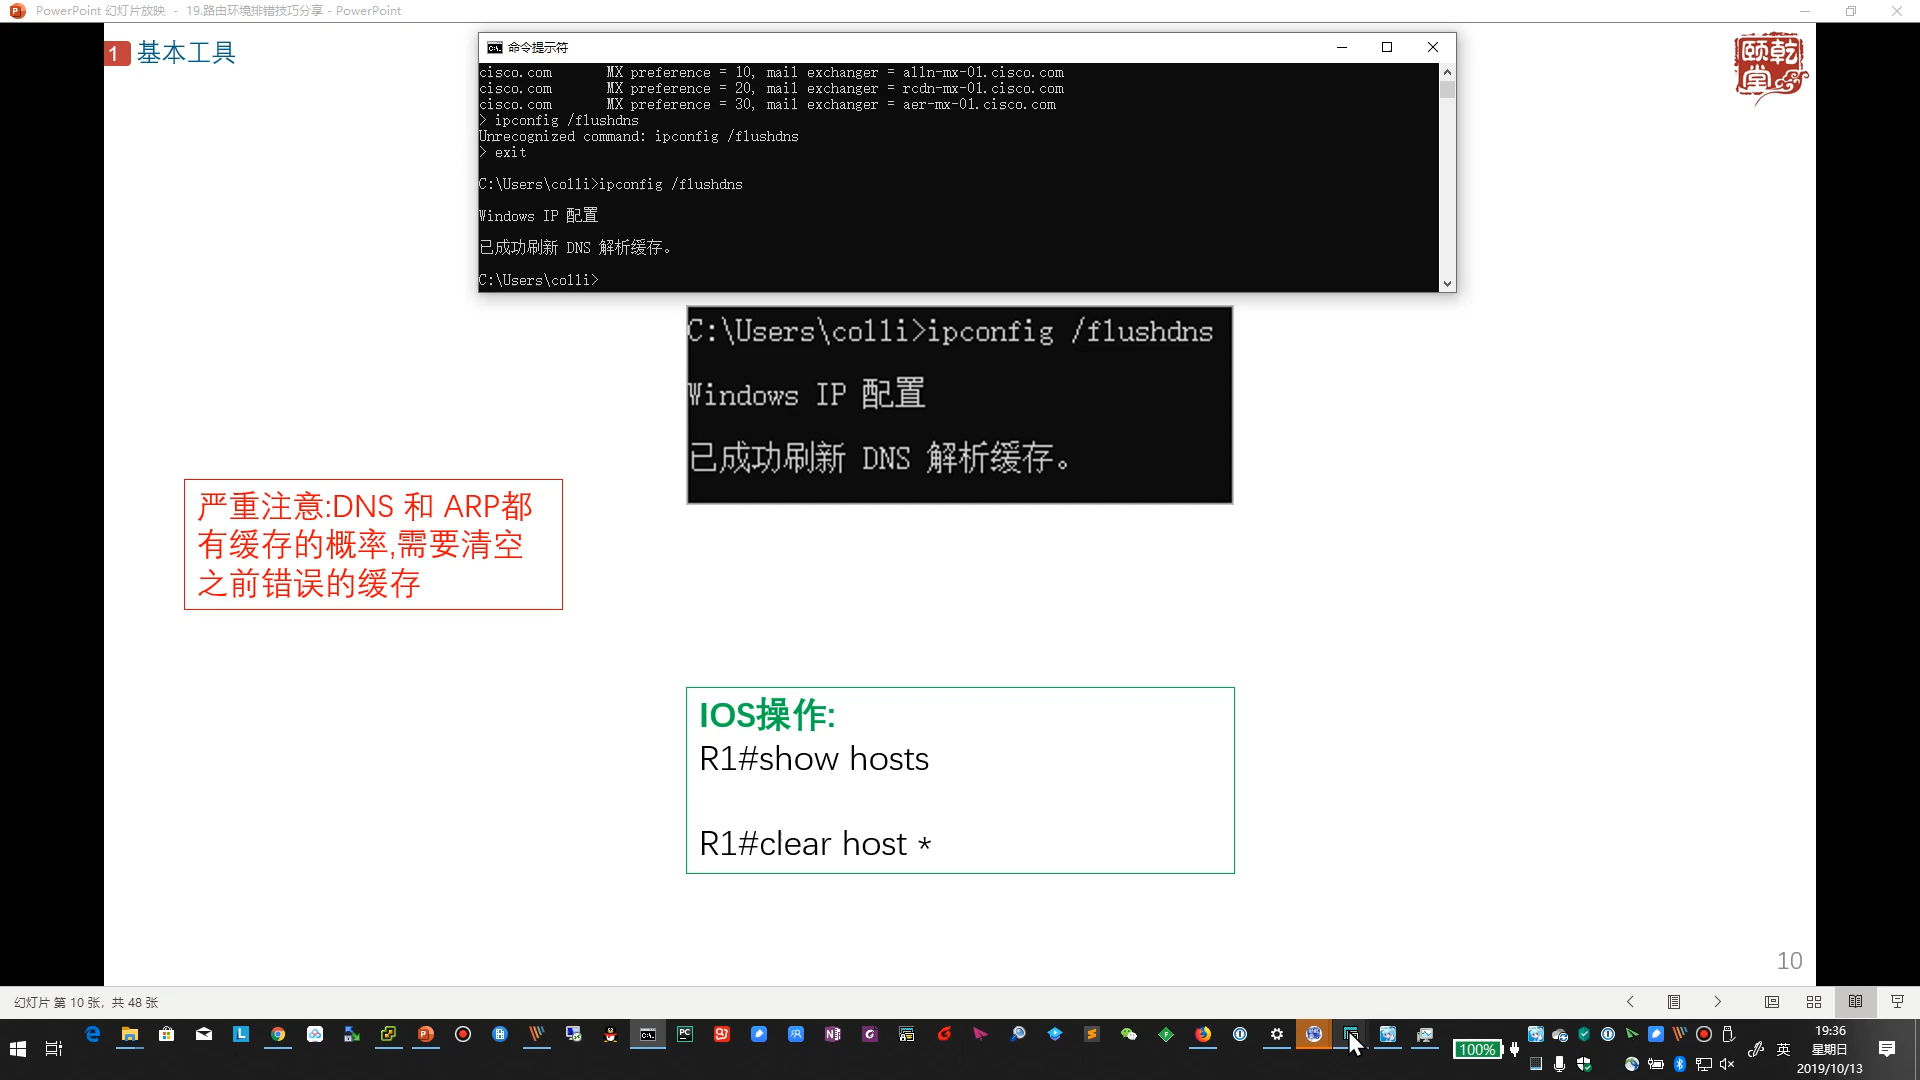 PowerPoint 幻灯片放映 - 19.路由环境排错技巧分享 - PowerPoint
1 基本工具
命令提示符
cisco.com MX preference = 10, mail exchanger = alln-mx-01.cisco.com
cisco.com MX preference = 20, mail exchanger = rcdn-mx-01.cisco.com
cisco.com MX preference = 30, mail exchanger = aer-mx-01.cisco.com
> ipconfig /flushdns
Unrecognized command: ipconfig /flushdns
> exit
C:\Users\colli>ipconfig /flushdns
Windows IP 配置
已成功刷新 DNS 解析缓存。
C:\Users\colli>
乾颐堂
C:\Users\colli>ipconfig /flushdns
Windows IP 配置
已成功刷新 DNS 解析缓存。
严重注意:DNS 和 ARP都
有缓存的概率,需要清空
之前错误的缓存
IOS操作:
R1#show hosts
R1#clear host *
10
幻灯片 第 10 张，共 48 张
100%
英
19:36
星期日
2019/10/13